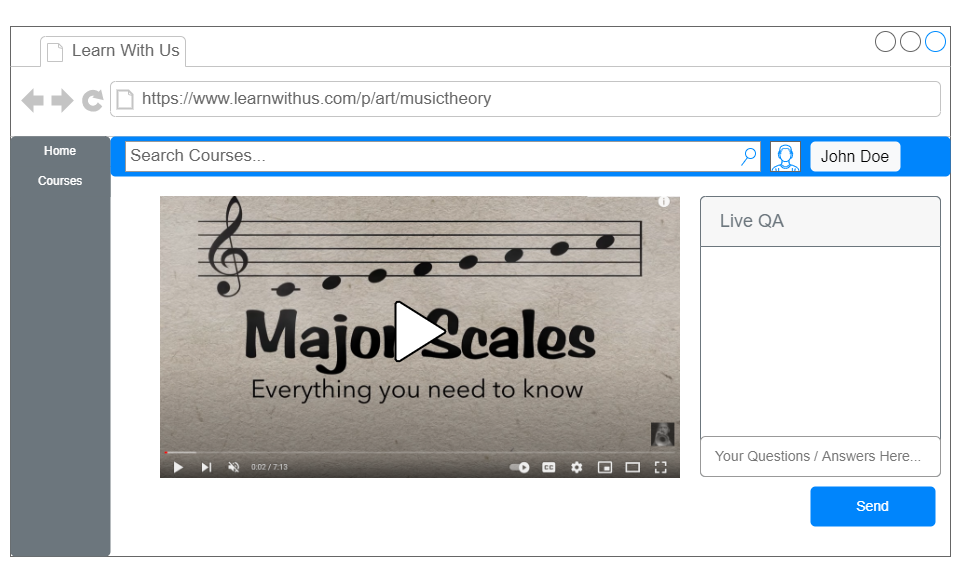 Learn With Us
https://www.learnwithus.com/p/art/musictheory
Home
Courses
Search Courses...
John Doe
Major Scales
Everything you need to know
0:02 / 7:13
CC
Live QA
Your Questions / Answers Here...
Send